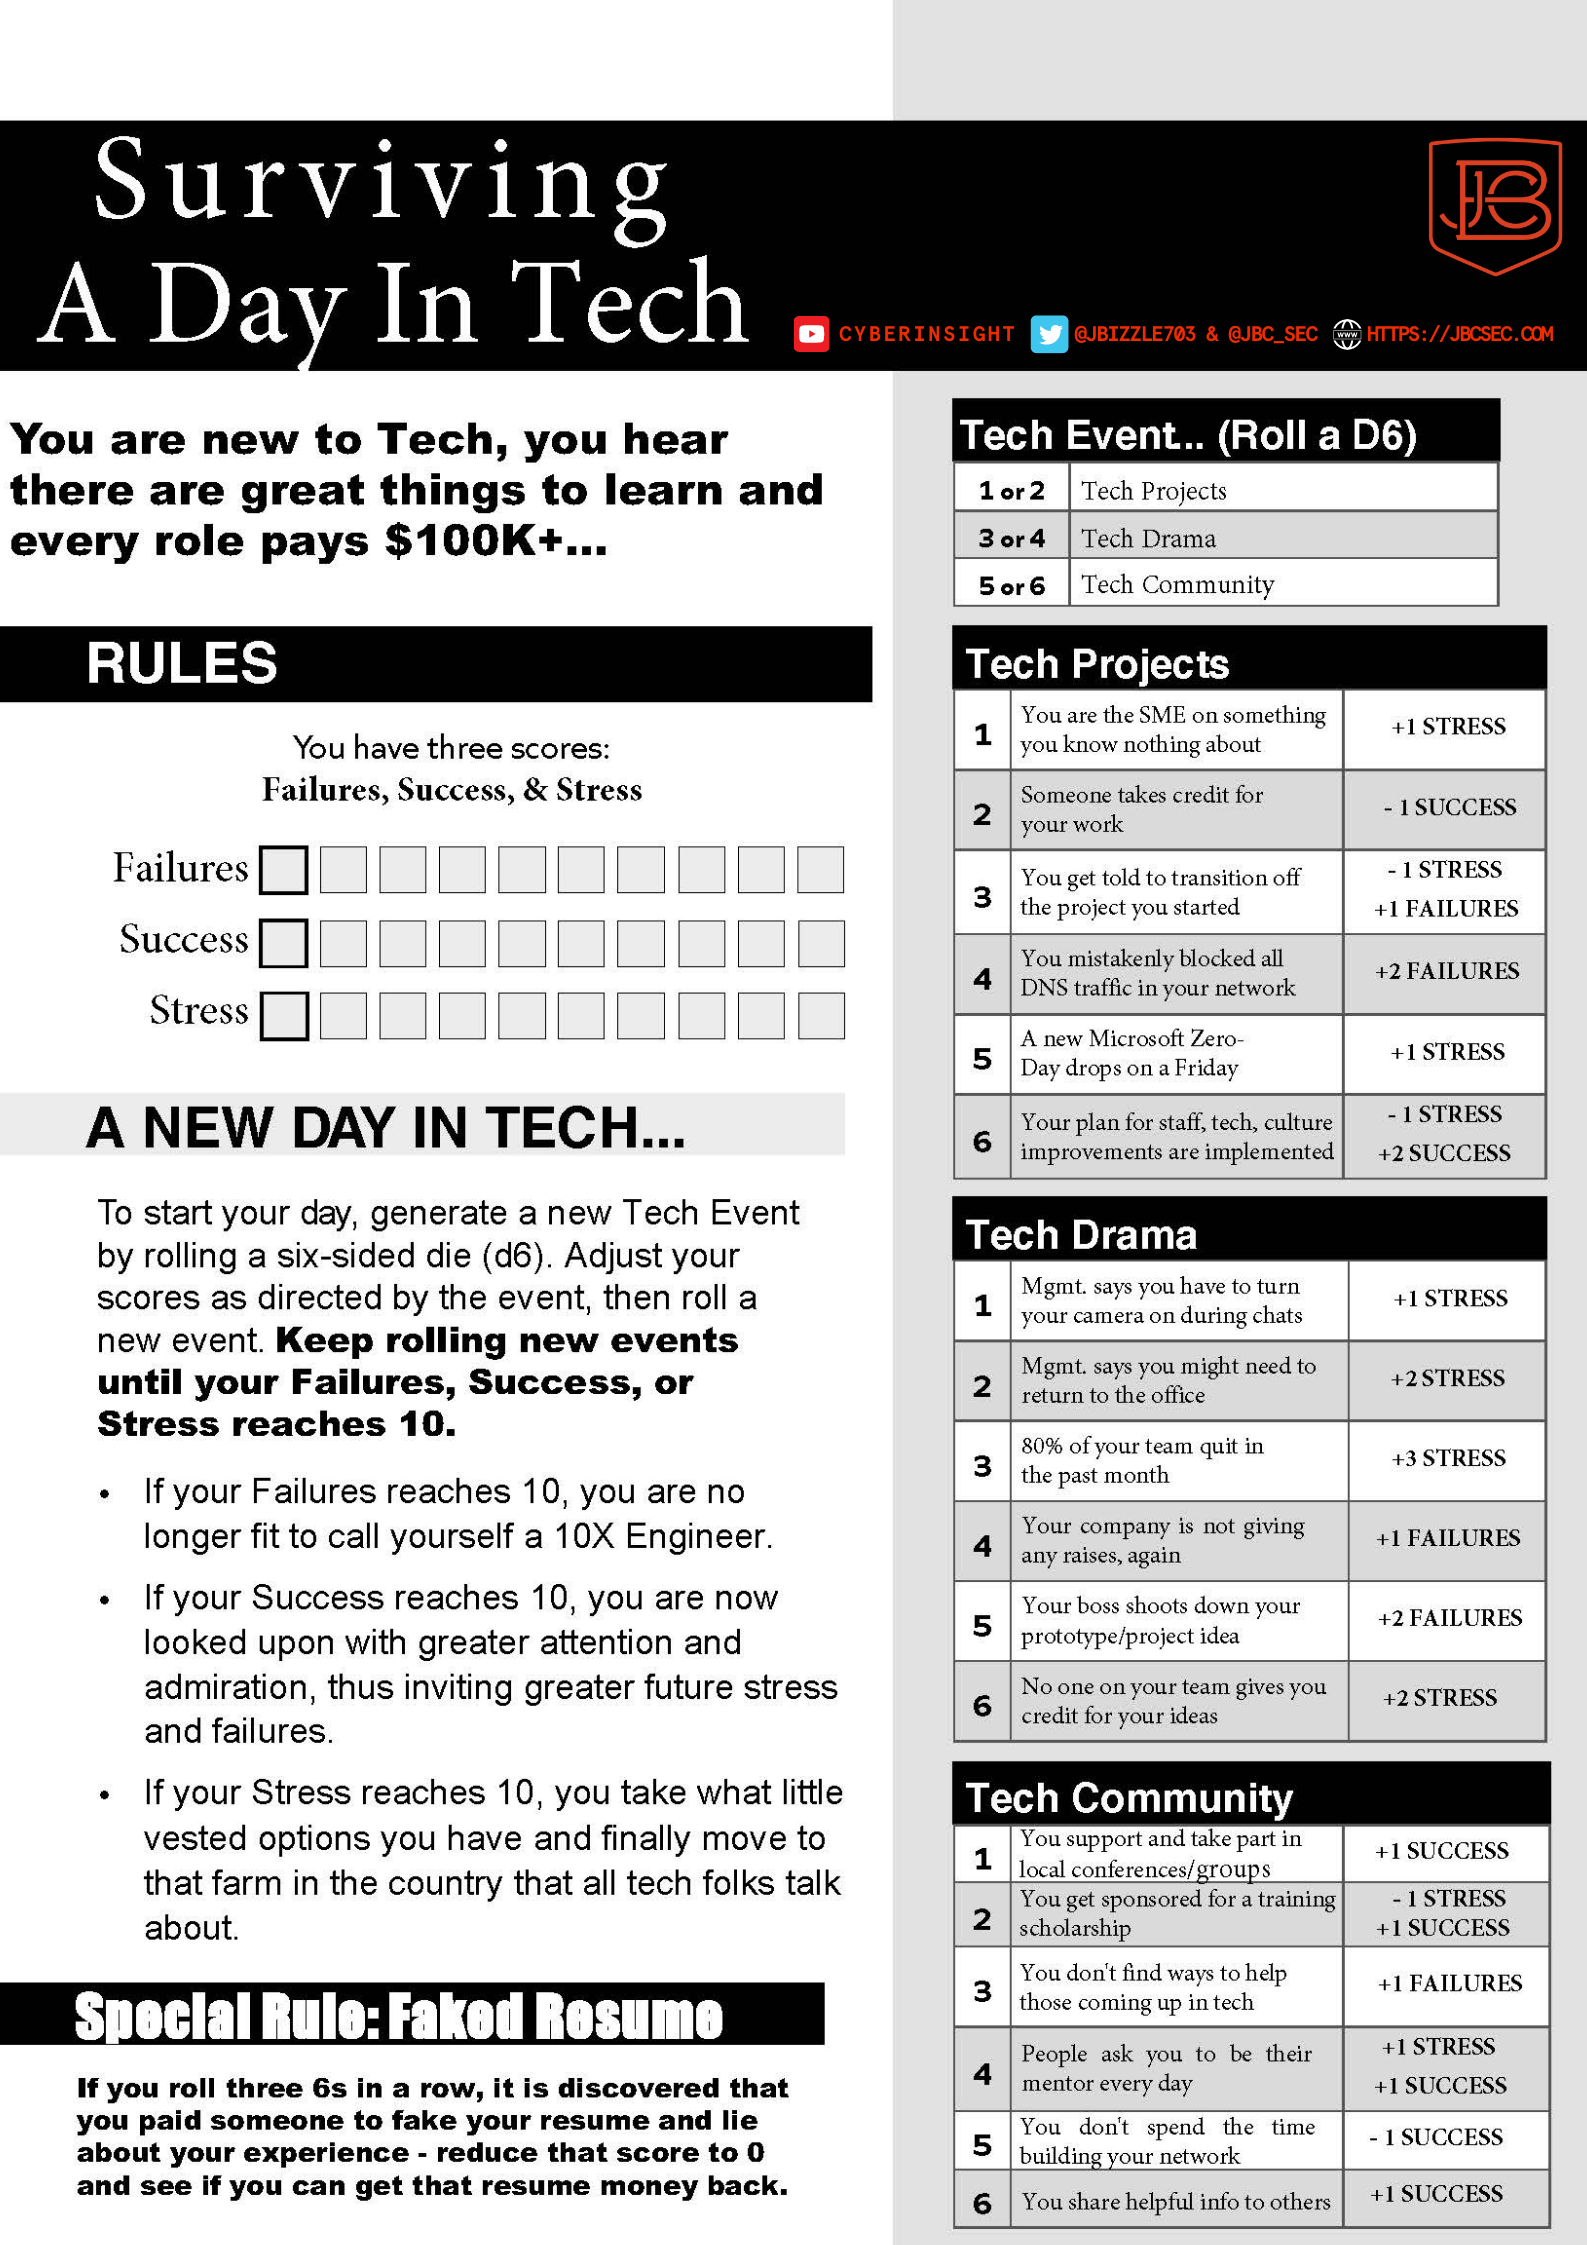 Surviving
A Day In Tech
JBC
CYBERINSIGHT @JBIZZLE703 & @JBC_SEC WWW HTTPS://JBCSEC.COM
You are new to Tech, you hear
there are great things to learn and
every role pays $100K+...
RULES
You have three scores:
Failures, Success, & Stress
Failures
Success
Stress
A NEW DAY IN TECH...
To start your day, generate a new Tech Event
by rolling a six-sided die (d6). Adjust your
scores as directed by the event, then roll a
new event. Keep rolling new events
until your Failures, Success, or
Stress reaches 10.
• If your Failures reaches 10, you are no
longer fit to call yourself a 10X Engineer.
• If your Success reaches 10, you are now
looked upon with greater attention and
admiration, thus inviting greater future stress
and failures.
• If your Stress reaches 10, you take what little
vested options you have and finally move to
that farm in the country that all tech folks talk
about.
Special Rule: Faked Resume
If you roll three 6s in a row, it is discovered that
you paid someone to fake your resume and lie
about your experience - reduce that score to 0
and see if you can get that resume money back.
Tech Event... (Roll a D6)
1 or 2 Tech Projects
3 or 4 Tech Drama
5 or 6 Tech Community
Tech Projects
1 You are the SME on something
you know nothing about
+1 STRESS
2 Someone takes credit for
your work
- 1 SUCCESS
3 You get told to transition off
the project you started
- 1 STRESS
+1 FAILURES
4 You mistakenly blocked all
DNS traffic in your network
+2 FAILURES
5 A new Microsoft Zero-
Day drops on a Friday
+1 STRESS
6 Your plan for staff, tech, culture
improvements are implemented
- 1 STRESS
+2 SUCCESS
Tech Drama
1 Mgmt. says you have to turn
your camera on during chats
+1 STRESS
2 Mgmt. says you might need to
return to the office
+2 STRESS
3 80% of your team quit in
the past month
+3 STRESS
4 Your company is not giving
any raises, again
+1 FAILURES
5 Your boss shoots down your
prototype/project idea
+2 FAILURES
6 No one on your team gives you
credit for your ideas
+2 STRESS
Tech Community
1 You support and take part in
local conferences/groups
+1 SUCCESS
2 You get sponsored for a training
scholarship
- 1 STRESS
+1 SUCCESS
3 You don't find ways to help
those coming up in tech
+1 FAILURES
4 People ask you to be their
mentor every day
+1 STRESS
+1 SUCCESS
5 You don't spend the time
building your network
- 1 SUCCESS
6 You share helpful info to others
+1 SUCCESS